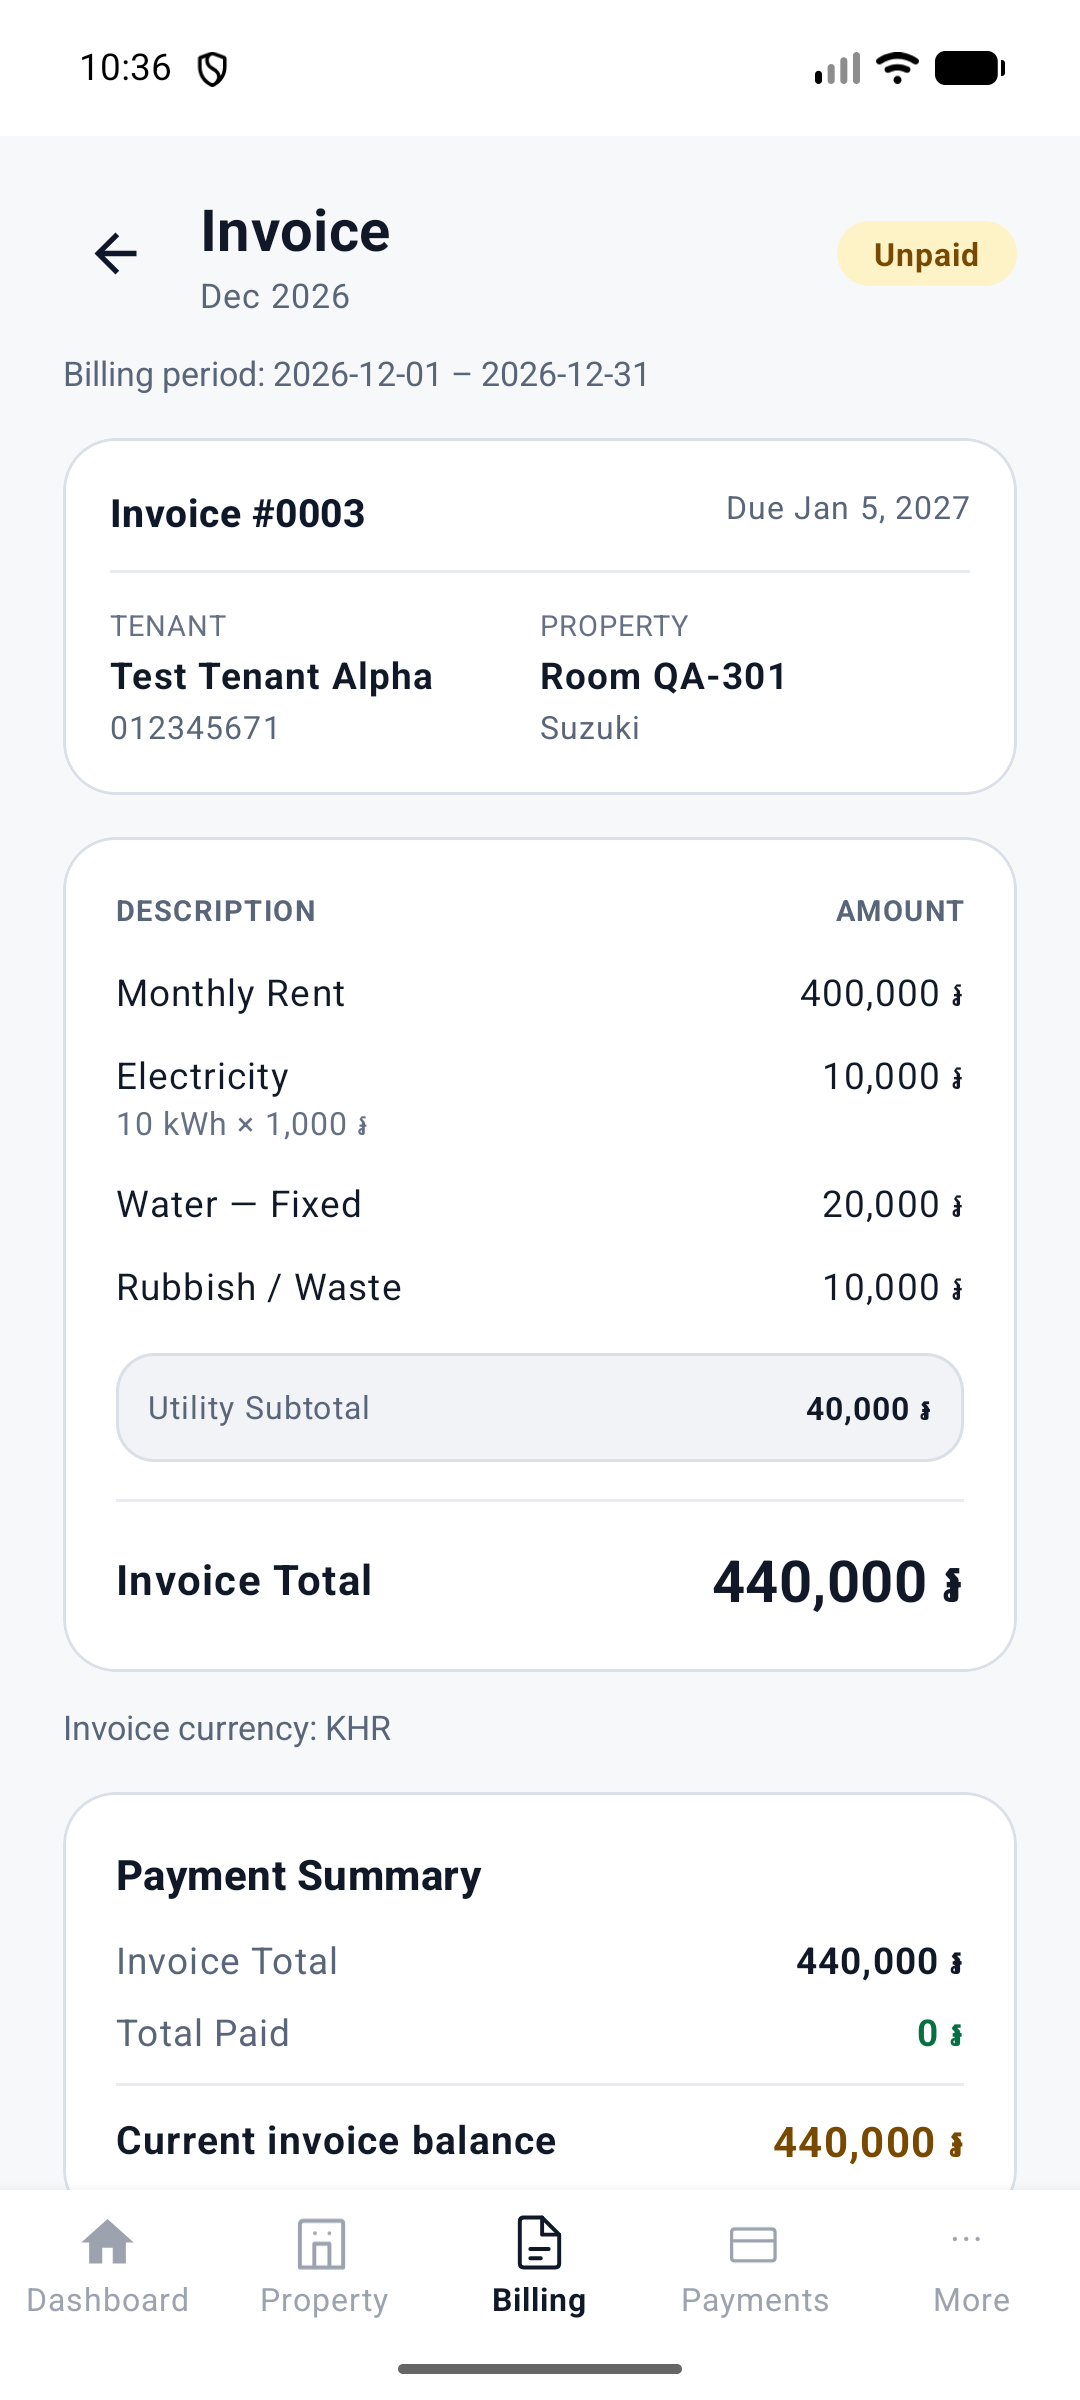 10:36
Invoice
Dec 2026
Unpaid
Billing period: 2026-12-01 – 2026-12-31
Invoice #0003
Due Jan 5, 2027
TENANT
PROPERTY
Test Tenant Alpha
Room QA-301
012345671
Suzuki
DESCRIPTION
AMOUNT
Monthly Rent
400,000 ៛
Electricity
10,000 ៛
10 kWh × 1,000 ៛
Water — Fixed
20,000 ៛
Rubbish / Waste
10,000 ៛
Utility Subtotal
40,000 ៛
Invoice Total
440,000 ៛
Invoice currency: KHR
Payment Summary
Invoice Total
440,000 ៛
Total Paid
0 ៛
Current invoice balance
440,000 ៛
Dashboard
Property
Billing
Payments
More